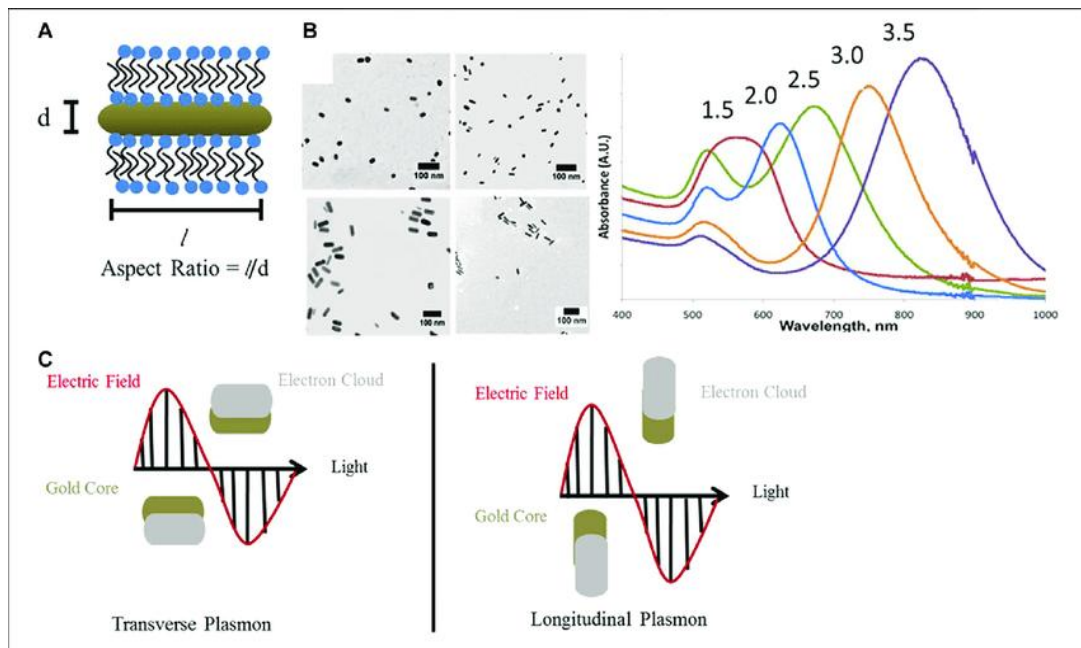 A
d
l
Aspect Ratio = l/d
B
100 nm
100 nm
100 nm
100 nm
1.5
2.0
2.5
3.0
3.5
Absorbance (A.U.)
400
500
600
700
800
900
1000
Wavelength, nm
C
Electric Field
Electron Cloud
Light
Gold Core
Transverse Plasmon
Electric Field
Electron Cloud
Light
Gold Core
Longitudinal Plasmon